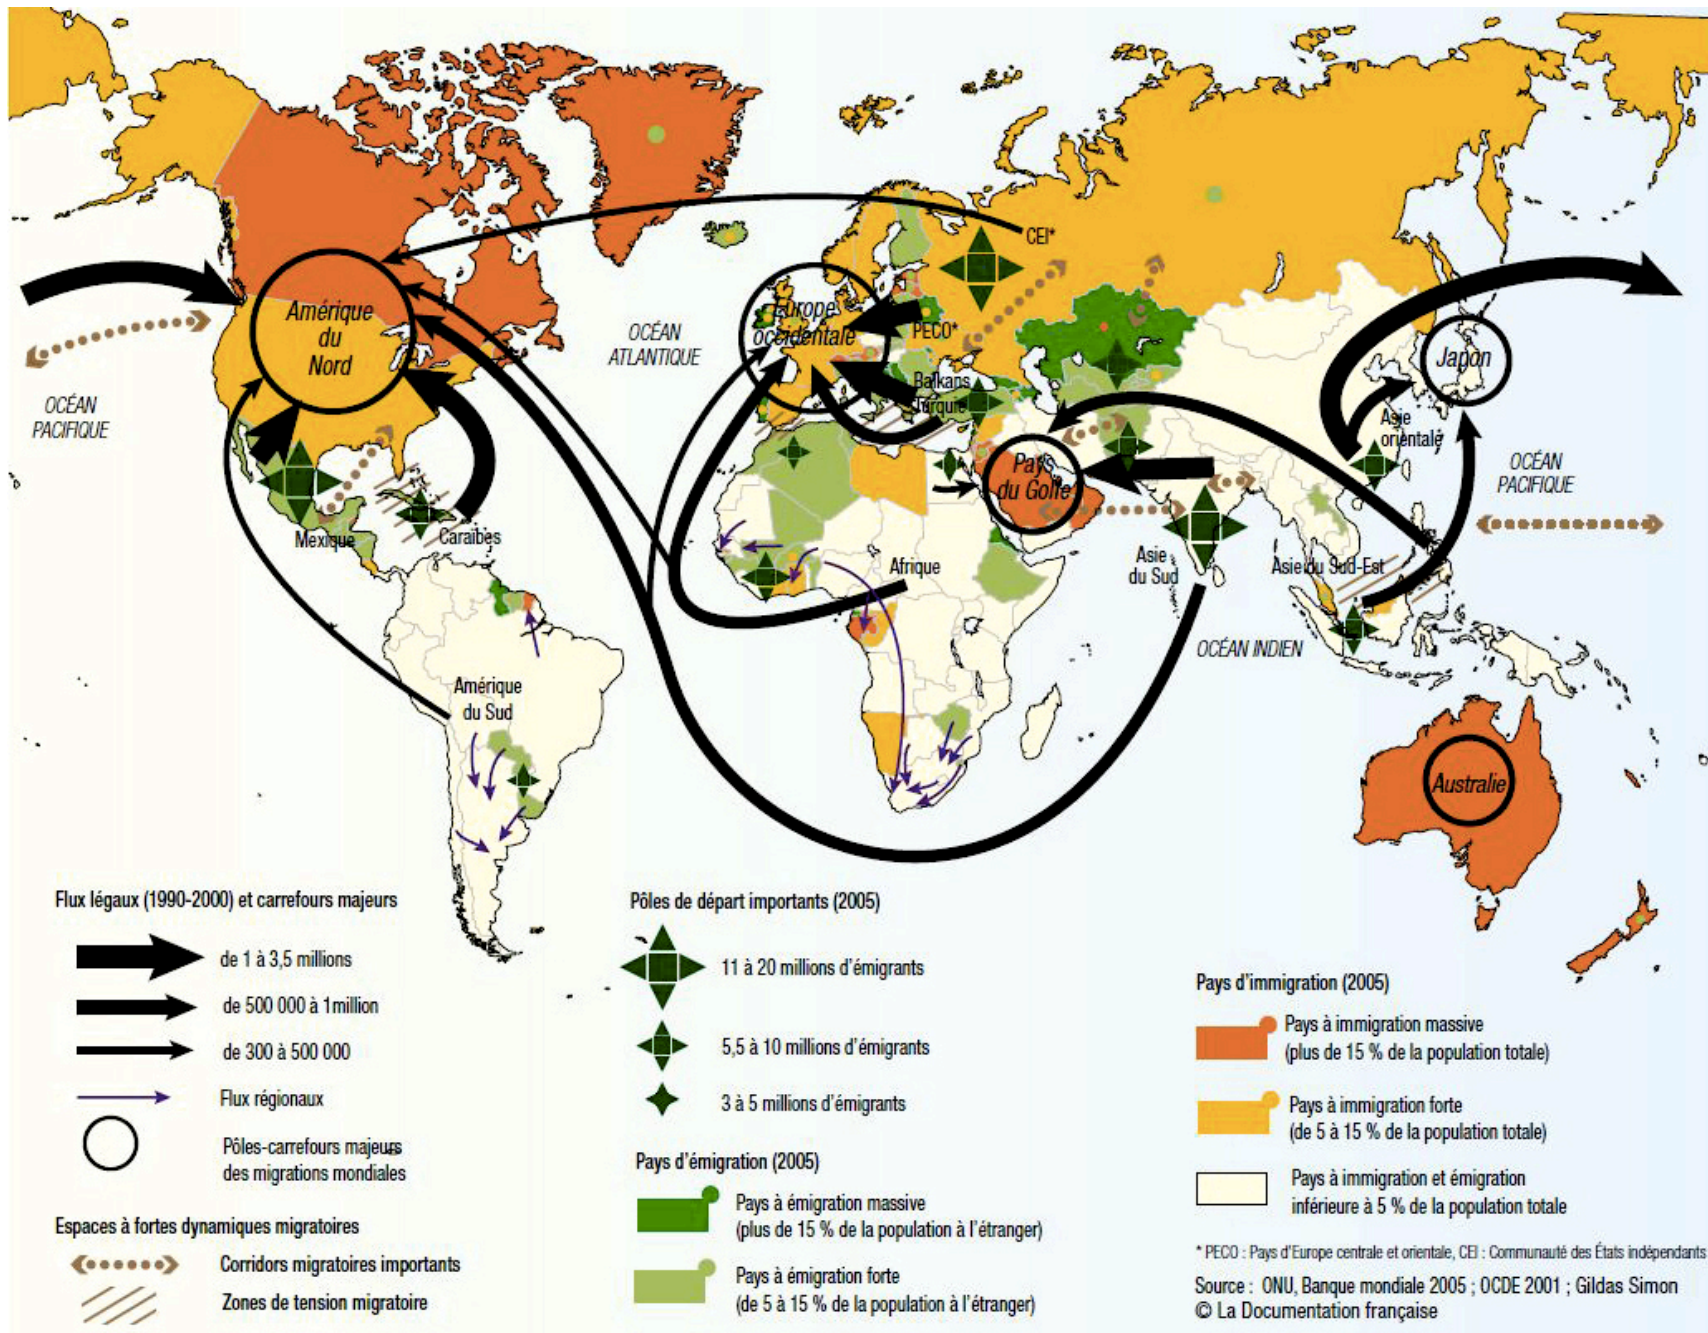 CEI*
Amérique
du
Nord
OCÉAN
ATLANTIQUE
Europe
occidentale
PECO*
Japon
OCÉAN
PACIFIQUE
Balkans
Turquie
Asie
orientale
Pays
du Golfe
OCÉAN
PACIFIQUE
Mexique
Caraïbes
Afrique
Asie
du Sud
Asie du Sud-Est
OCÉAN INDIEN
Amérique
du Sud
Australie
Flux légaux (1990-2000) et carrefours majeurs
de 1 à 3,5 millions
de 500 000 à 1million
de 300 à 500 000
Flux régionaux
Pôles-carrefours majeurs
des migrations mondiales
Espaces à fortes dynamiques migratoires
Corridors migratoires importants
Zones de tension migratoire
Pôles de départ importants (2005)
11 à 20 millions d'émigrants
5,5 à 10 millions d'émigrants
3 à 5 millions d'émigrants
Pays d'émigration (2005)
Pays à émigration massive
(plus de 15 % de la population à l'étranger)
Pays à émigration forte
(de 5 à 15 % de la population à l'étranger)
Pays d'immigration (2005)
Pays à immigration massive
(plus de 15 % de la population totale)
Pays à immigration forte
(de 5 à 15 % de la population totale)
Pays à immigration et émigration
inférieure à 5 % de la population totale
* PECO : Pays d'Europe centrale et orientale, CEI : Communauté des États indépendants
Source : ONU, Banque mondiale 2005 ; OCDE 2001 ; Gildas Simon
© La Documentation française